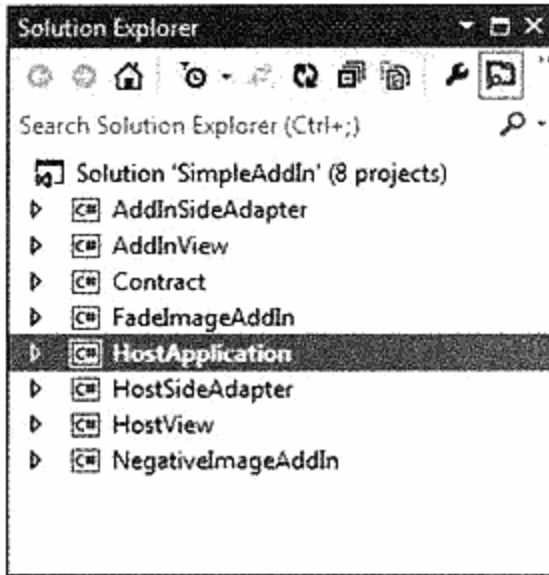 Solution Explorer
Search Solution Explorer (Ctrl+;)
Solution 'SimpleAddIn' (8 projects)
C# AddInSideAdapter
C# AddInView
C# Contract
C# FadeImageAddIn
C# HostApplication
C# HostSideAdapter
C# HostView
C# NegativeImageAddIn